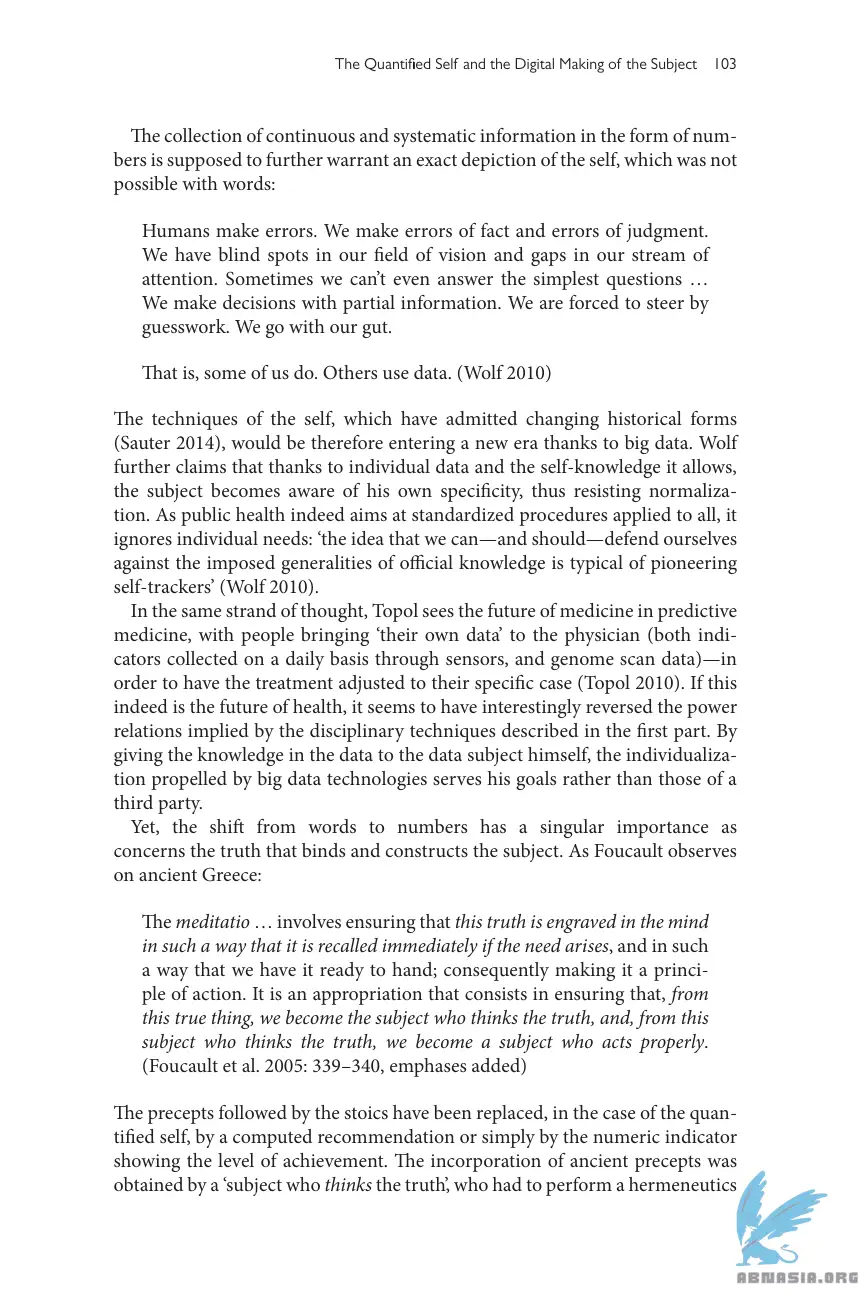 The Quantified Self and the Digital Making of the Subject 103
The collection of continuous and systematic information in the form of num-
bers is supposed to further warrant an exact depiction of the self, which was not
possible with words:
Humans make errors. We make errors of fact and errors of judgment.
We have blind spots in our field of vision and gaps in our stream of
attention. Sometimes we can’t even answer the simplest questions …
We make decisions with partial information. We are forced to steer by
guesswork. We go with our gut.
That is, some of us do. Others use data. (Wolf 2010)
The techniques of the self, which have admitted changing historical forms
(Sauter 2014), would be therefore entering a new era thanks to big data. Wolf
further claims that thanks to individual data and the self-knowledge it allows,
the subject becomes aware of his own specificity, thus resisting normaliza-
tion. As public health indeed aims at standardized procedures applied to all, it
ignores individual needs: ‘the idea that we can—and should—defend ourselves
against the imposed generalities of official knowledge is typical of pioneering
self-trackers’ (Wolf 2010).
In the same strand of thought, Topol sees the future of medicine in predictive
medicine, with people bringing ‘their own data’ to the physician (both indi-
cators collected on a daily basis through sensors, and genome scan data)—in
order to have the treatment adjusted to their specific case (Topol 2010). If this
indeed is the future of health, it seems to have interestingly reversed the power
relations implied by the disciplinary techniques described in the first part. By
giving the knowledge in the data to the data subject himself, the individualiza-
tion propelled by big data technologies serves his goals rather than those of a
third party.
Yet, the shift from words to numbers has a singular importance as
concerns the truth that binds and constructs the subject. As Foucault observes
on ancient Greece:
The meditatio … involves ensuring that this truth is engraved in the mind
in such a way that it is recalled immediately if the need arises, and in such
a way that we have it ready to hand; consequently making it a princi-
ple of action. It is an appropriation that consists in ensuring that, from
this true thing, we become the subject who thinks the truth, and, from this
subject who thinks the truth, we become a subject who acts properly.
(Foucault et al. 2005: 339–340, emphases added)
The precepts followed by the stoics have been replaced, in the case of the quan-
tified self, by a computed recommendation or simply by the numeric indicator
showing the level of achievement. The incorporation of ancient precepts was
obtained by a ‘subject who thinks the truth’, who had to perform a hermeneutics
ABNASIA.ORG